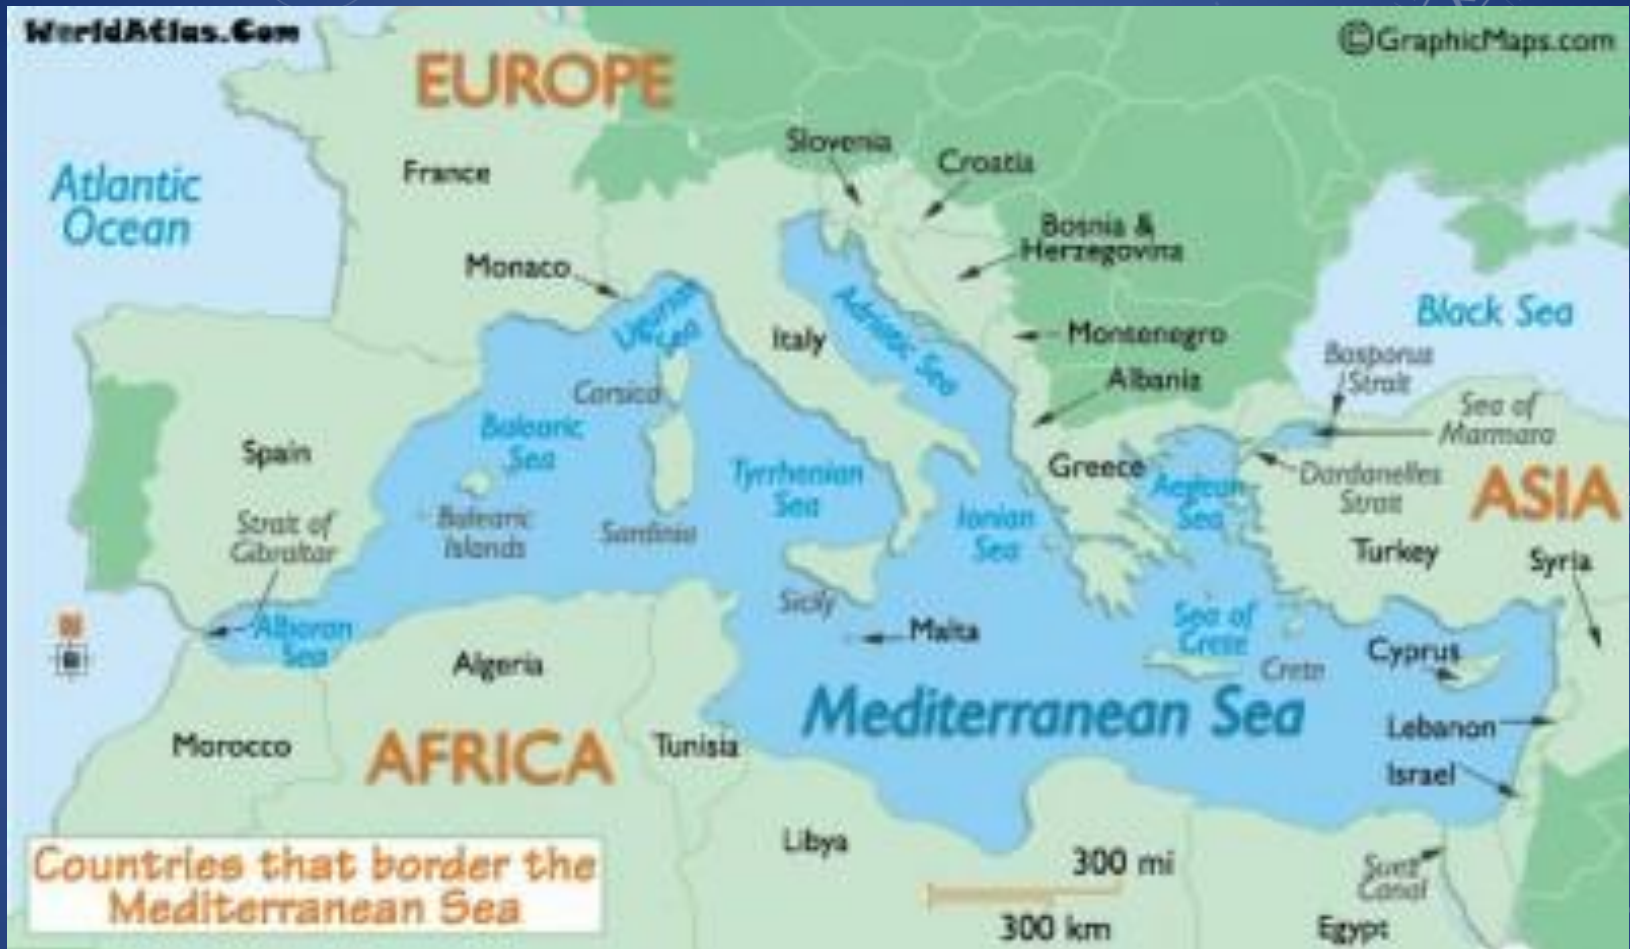 WorldAtlas.Com
©GraphicMaps.com
EUROPE
Atlantic
Ocean
France
Slovenia
Croatia
Bosnia &
Herzegovina
Monaco
Ligurian
Sea
Italy
Adriatic Sea
Montenegro
Black Sea
Bosporus
Strait
Albania
Corsica
Sea of
Marmara
Balearic
Sea
Spain
Tyrrhenian
Sea
Greece
Aegean
Sea
Dardanelles
Strait
ASIA
Strait of
Gibraltar
Balearic
Islands
Sardinia
Ionian
Sea
Turkey
Syria
Sicily
Malta
Sea of
Crete
Crete
Cyprus
N
Alboran
Sea
Algeria
Mediterranean Sea
Lebanon
Morocco
AFRICA
Tunisia
Israel
Libya
300 mi
300 km
Suez
Canal
Egypt
Countries that border the
Mediterranean Sea